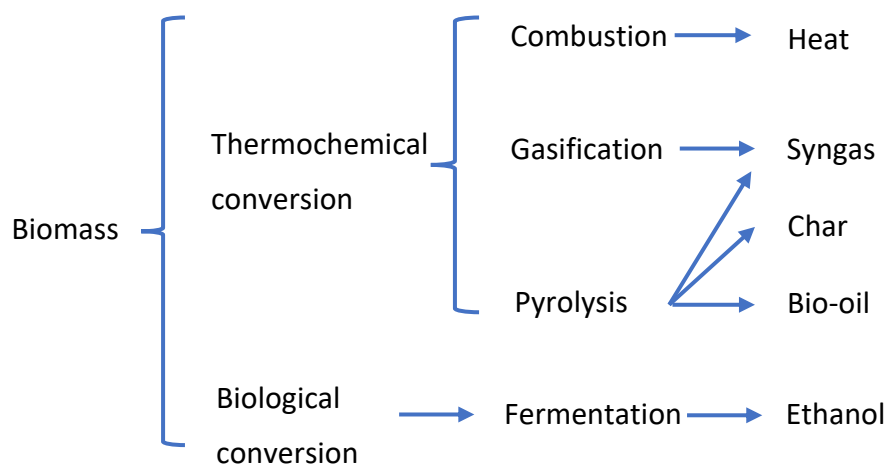 Combustion
Heat
Thermochemical
conversion
Gasification
Syngas
Biomass
Char
Pyrolysis
Bio-oil
Biological
conversion
Fermentation
Ethanol